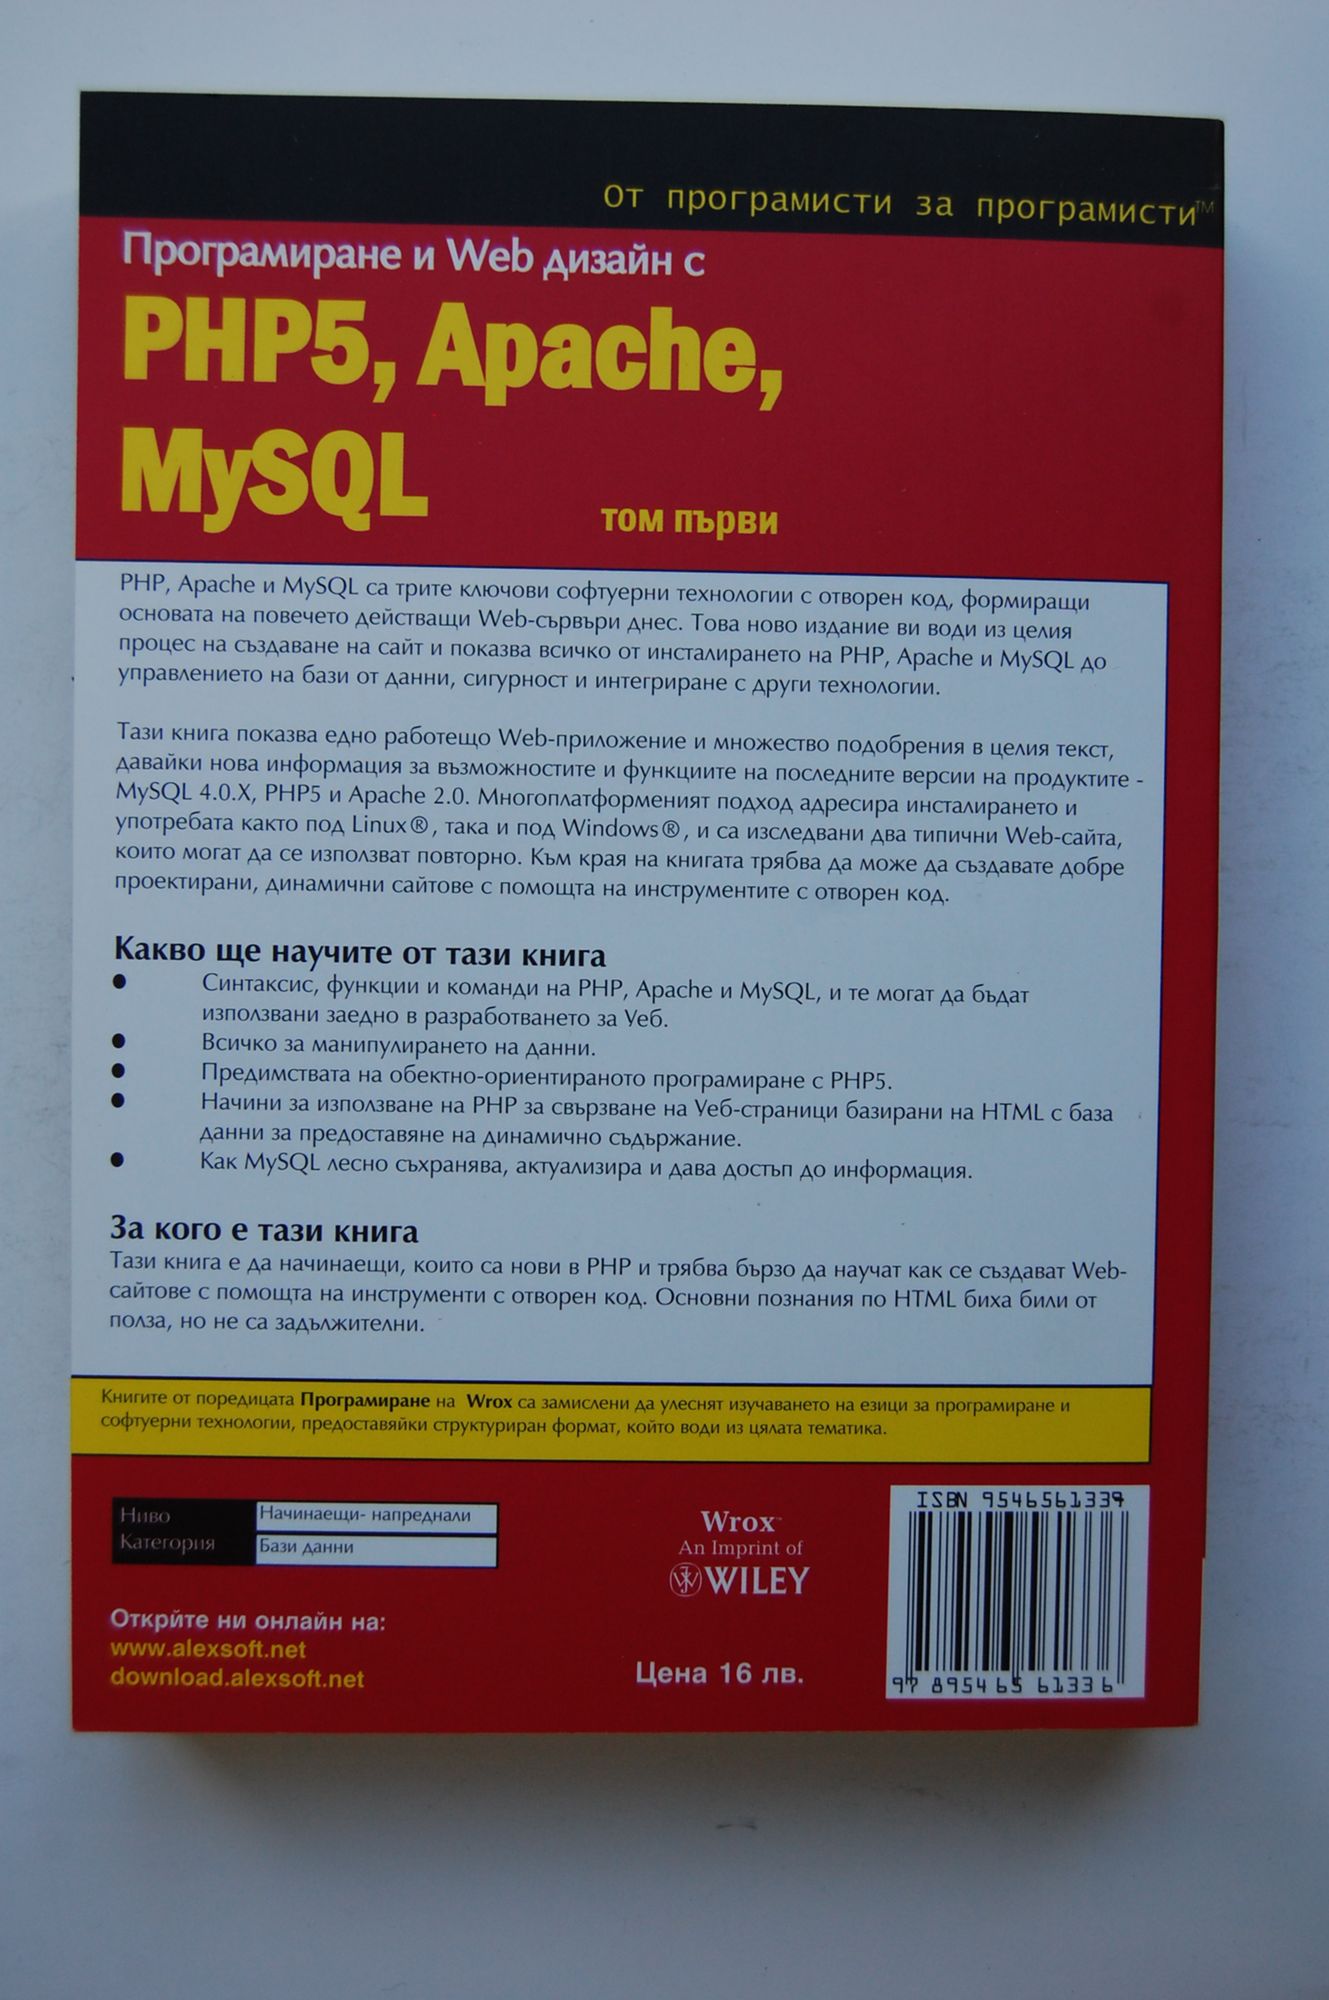 От програмисти за програмисти™
Програмиране и Web дизайн с
PHP5, Apache,
MySQL
том първи
PHP, Apache и MySQL са трите ключови софтуерни технологии с отворен код, формиращи
основата на повечето действащи Web-сървъри днес. Това ново издание ви води из целия
процес на създаване на сайт и показва всичко от инсталирането на PHP, Apache и MySQL до
управлението на бази от данни, сигурност и интегриране с други технологии.
Тази книга показва едно работещо Web-приложение и множество подобрения в целия текст,
давайки нова информация за възможностите и функциите на последните версии на продуктите -
MySQL 4.0.X, PHP5 и Apache 2.0. Многоплатформеният подход адресира инсталирането и
употребата както под Linux®, така и под Windows®, и са изследвани два типични Web-сайта,
които могат да се използват повторно. Към края на книгата трябва да може да създавате добре
проектирани, динамични сайтове с помощта на инструментите с отворен код.
Какво ще научите от тази книга
● Синтаксис, функции и команди на PHP, Apache и MySQL, и те могат да бъдат
използвани заедно в разработването за Уеб.
● Всичко за манипулирането на данни.
● Предимствата на обектно-ориентираното програмиране с PHP5.
● Начини за използване на PHP за свързване на Уеб-страници базирани на HTML с база
данни за предоставяне на динамично съдържание.
● Как MySQL лесно съхранява, актуализира и дава достъп до информация.
За кого е тази книга
Тази книга е да начинаещи, които са нови в PHP и трябва бързо да научат как се създават Web-
сайтове с помощта на инструменти с отворен код. Основни познания по HTML биха били от
полза, но не са задължителни.
Книгите от поредицата Програмиране на Wrox са замислени да улеснят изучаването на езици за програмиране и
софтуерни технологии, предоставяйки структуриран формат, който води из цялата тематика.
Ниво Начинаещи- напреднали
Категория Бази данни
Открйте ни онлайн на:
www.alexsoft.net
download.alexsoft.net
Wrox™
An Imprint of
WILEY
Цена 16 лв.
ISBN 9546561339
97 8954 65 61336